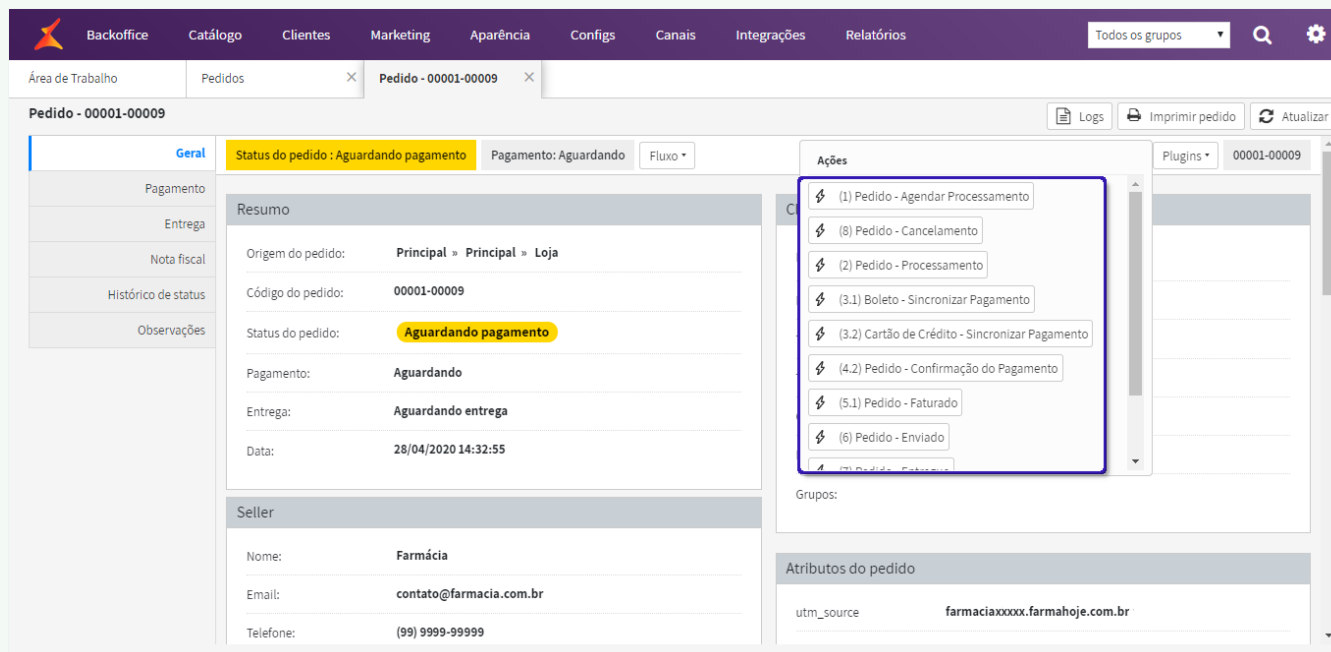 Backoffice Catálogo Clientes Marketing Aparência Configs Canais Integrações Relatórios Todos os grupos
Área de Trabalho Pedidos Pedido - 00001-00009
Pedido - 00001-00009 Logs Imprimir pedido Atualizar
Geral
Pagamento
Entrega
Nota fiscal
Histórico de status
Observações
Status do pedido : Aguardando pagamento Pagamento: Aguardando Fluxo Plugins 00001-00009
Resumo
Origem do pedido: Principal » Principal » Loja
Código do pedido: 00001-00009
Status do pedido: Aguardando pagamento
Pagamento: Aguardando
Entrega: Aguardando entrega
Data: 28/04/2020 14:32:55
Seller
Nome: Farmácia
Email: contato@farmacia.com.br
Telefone: (99) 9999-99999
Ações
(1) Pedido - Agendar Processamento
(8) Pedido - Cancelamento
(2) Pedido - Processamento
(3.1) Boleto - Sincronizar Pagamento
(3.2) Cartão de Crédito - Sincronizar Pagamento
(4.2) Pedido - Confirmação do Pagamento
(5.1) Pedido - Faturado
(6) Pedido - Enviado
(7) Pedido - Entregue
Grupos:
Atributos do pedido
utm_source farmaciaxxxxx.farmahoje.com.br